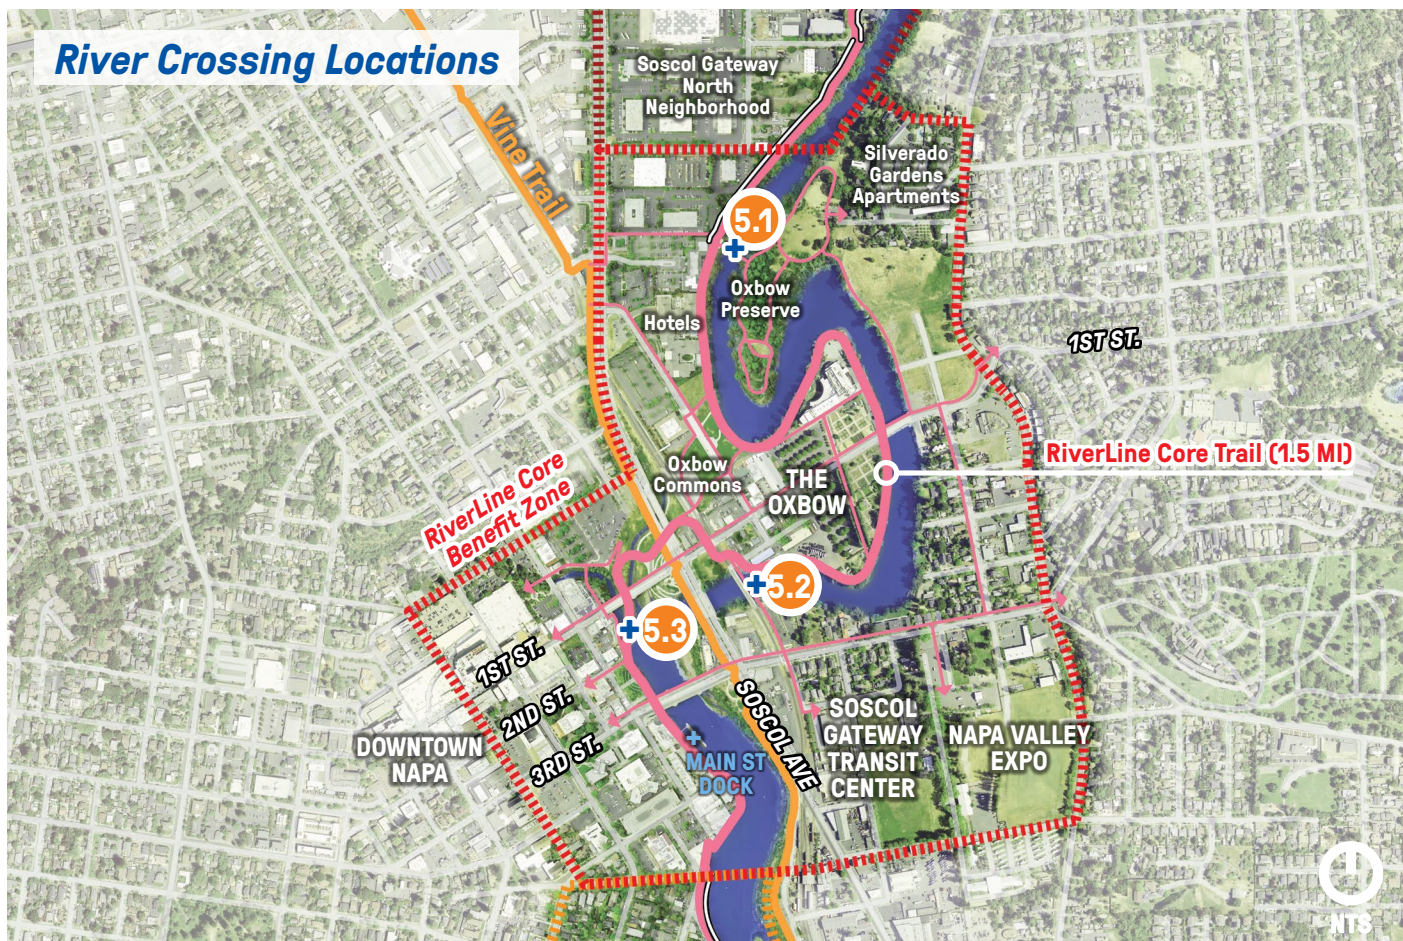 River Crossing Locations
Soscol Gateway
North
Neighborhood
Vine Trail
Silverado
Gardens
Apartments
5.1
Oxbow
Preserve
Hotels
1ST ST.
RiverLine Core Trail (1.5 MI)
Oxbow
Commons
THE
OXBOW
RiverLine Core
Benefit Zone
5.2
5.3
1ST ST.
2ND ST.
3RD ST.
SOSCOL AVE
DOWNTOWN
NAPA
MAIN ST
DOCK
SOSCOL
GATEWAY
TRANSIT
CENTER
NAPA VALLEY
EXPO
NTS